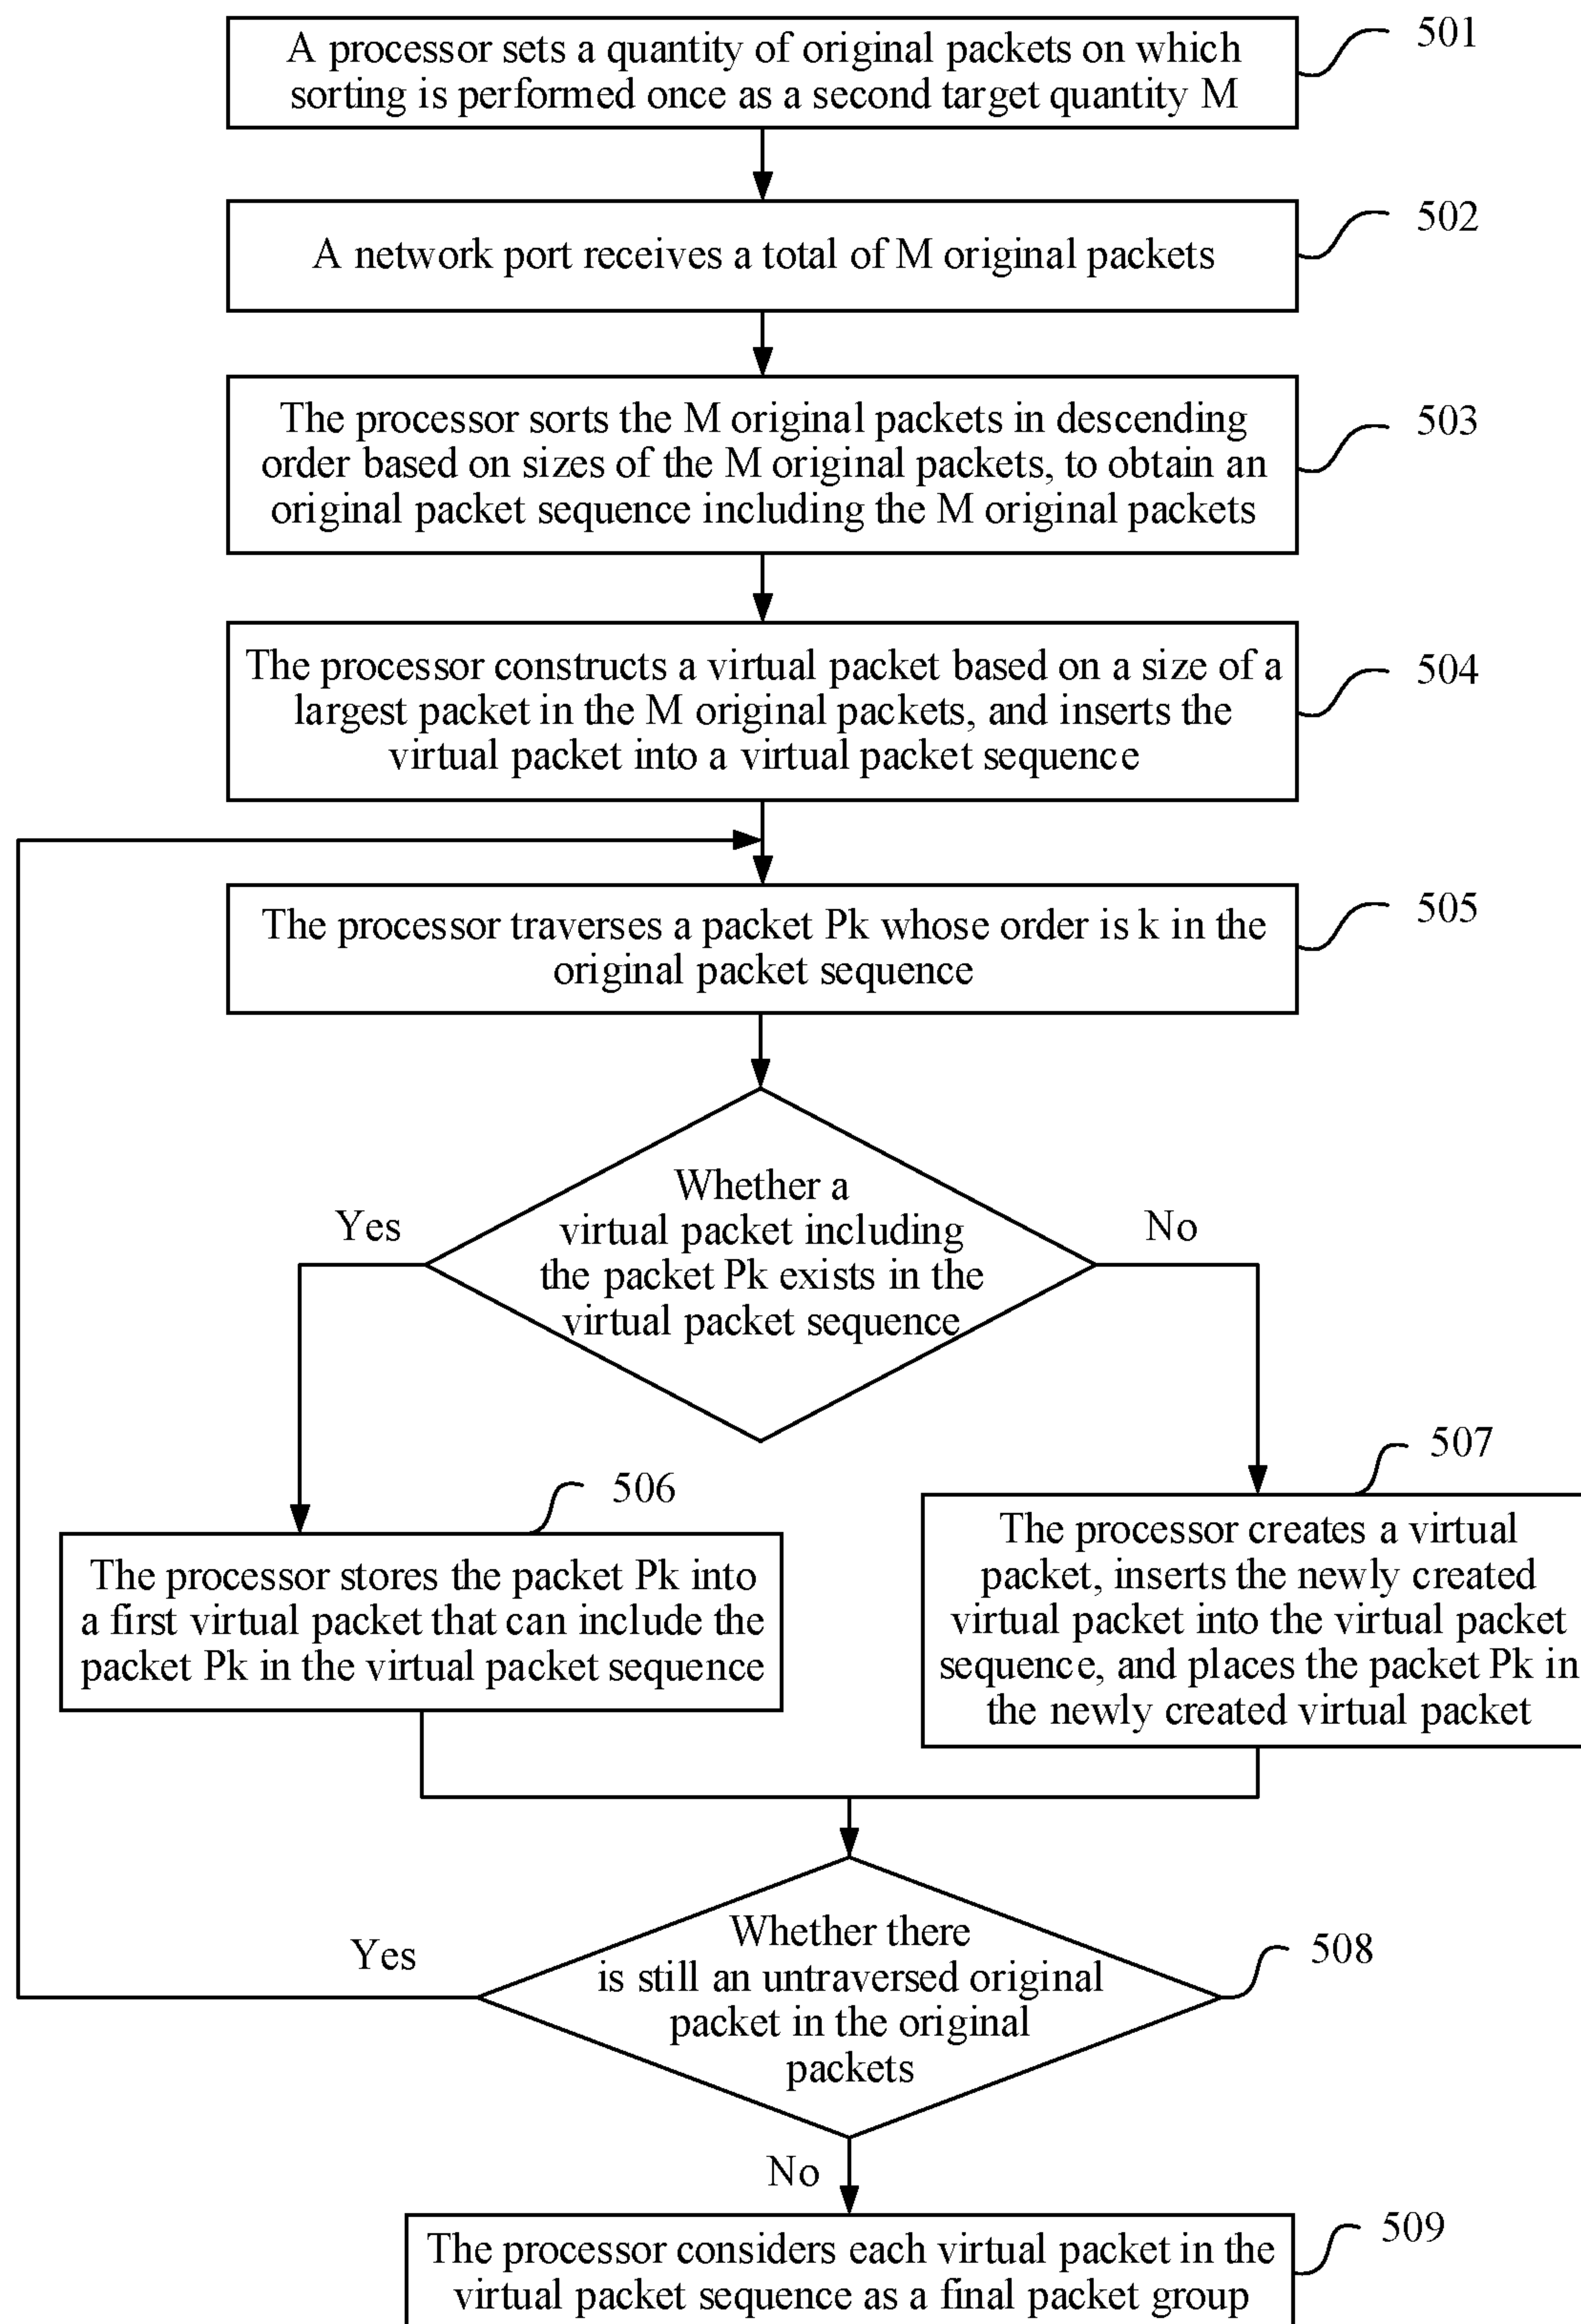 A processor sets a quantity of original packets on which
sorting is performed once as a second target quantity M
501
A network port receives a total of M original packets
502
The processor sorts the M original packets in descending
order based on sizes of the M original packets, to obtain an
original packet sequence including the M original packets
503
The processor constructs a virtual packet based on a size of a
largest packet in the M original packets, and inserts the
virtual packet into a virtual packet sequence
504
The processor traverses a packet Pk whose order is k in the
original packet sequence
505
Whether a
virtual packet including
the packet Pk exists in the
virtual packet sequence
Yes
No
506
The processor stores the packet Pk into
a first virtual packet that can include the
packet Pk in the virtual packet sequence
507
The processor creates a virtual
packet, inserts the newly created
virtual packet into the virtual packet
sequence, and places the packet Pk in
the newly created virtual packet
Whether there
is still an untraversed original
packet in the original
packets
508
Yes
No
The processor considers each virtual packet in the
virtual packet sequence as a final packet group
509